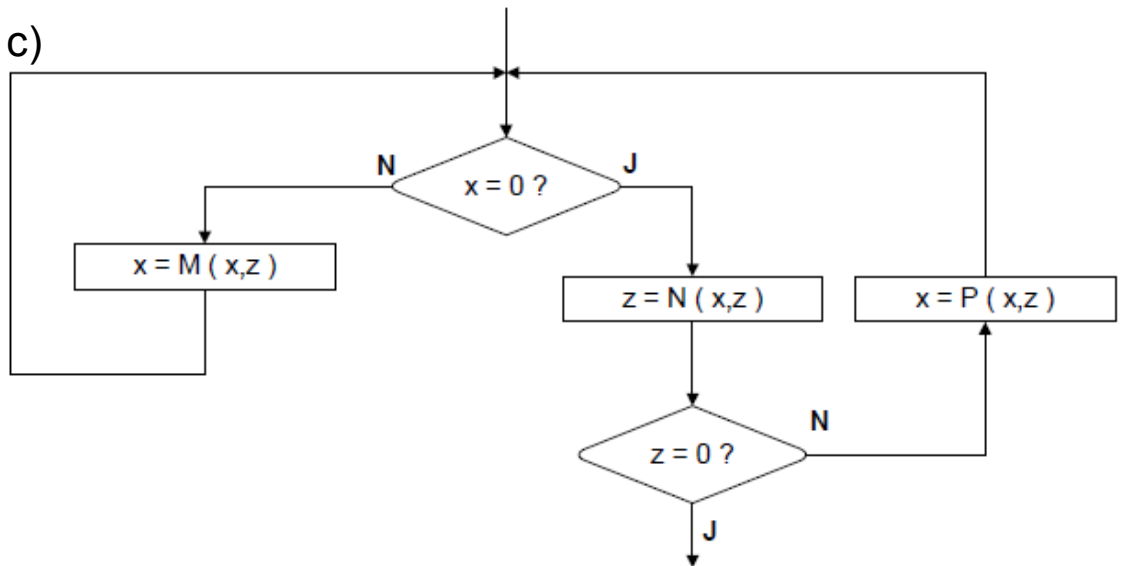 c)
N
J
x = 0 ?
x = M ( x,z )
z = N ( x,z )
x = P ( x,z )
N
z = 0 ?
J